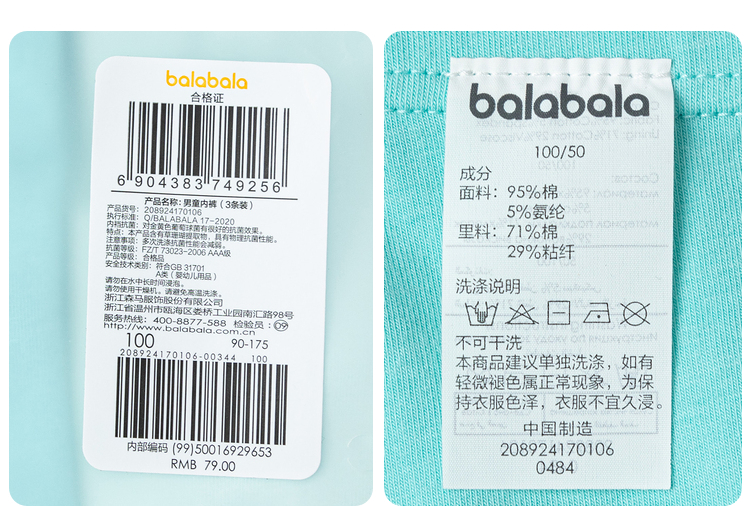 balabala
合格证
6 904383 749256
产品名称: 男童内裤（3条装）
产品货号: 208924170106
执行标准: Q/BALABALA 17-2020
内裆抗菌: 对金黄色葡萄球菌有很好的抗菌效果。
特点: 本产品含有草珊瑚提取物，具有物理抗菌性能。
注意事项: 多次洗涤抗菌性能会减弱。
抗菌等级: FZ/T 73023-2006 AAA级
产品等级: 合格品
安全技术类别: 符合GB 31701
A类（婴幼儿用品）
请勿在水中长时间浸泡。
请勿使用干燥机。请避免高温洗涤。
浙江森马服饰股份有限公司
浙江省温州市瓯海区娄桥工业园南汇路98号
服务热线: 400-8877-588 检验员: 09
http://www.balabala.com.cn
100 90-175
208924170106-00344 100
内部编码 (99)50016929653
RMB 79.00
balabala
100/50
成分
面料: 95%棉
5%氨纶
里料: 71%棉
29%粘纤
洗涤说明
不可干洗
本商品建议单独洗涤，如有
轻微褪色属正常现象，为保
持衣服色泽，衣服不宜久浸。
中国制造
208924170106
0484